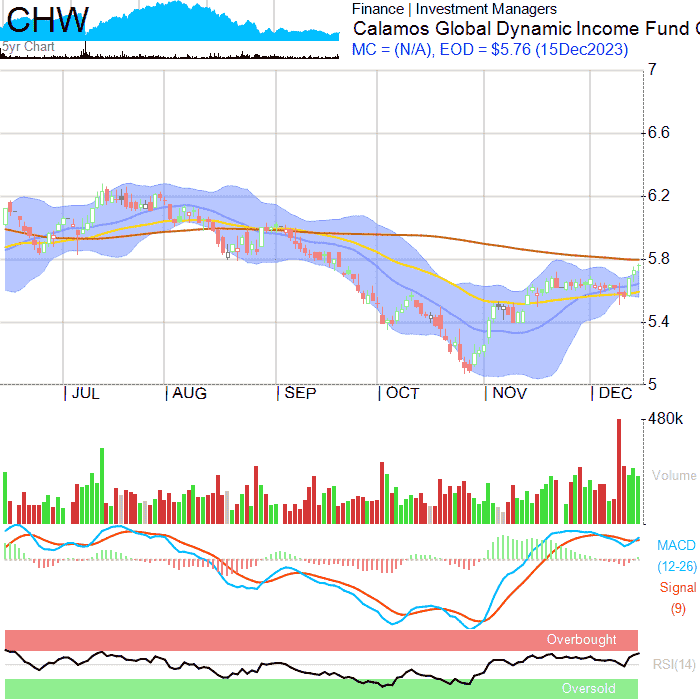 CHW
5yr Chart
Finance | Investment Managers
Calamos Global Dynamic Income Fund
MC = (N/A), EOD = $5.76 (15Dec2023)
7
6.6
6.2
5.8
5.4
5
JUL AUG SEP OCT NOV DEC
480k
Volume
MACD
(12-26)
Signal
(9)
Overbought
RSI(14)
Oversold